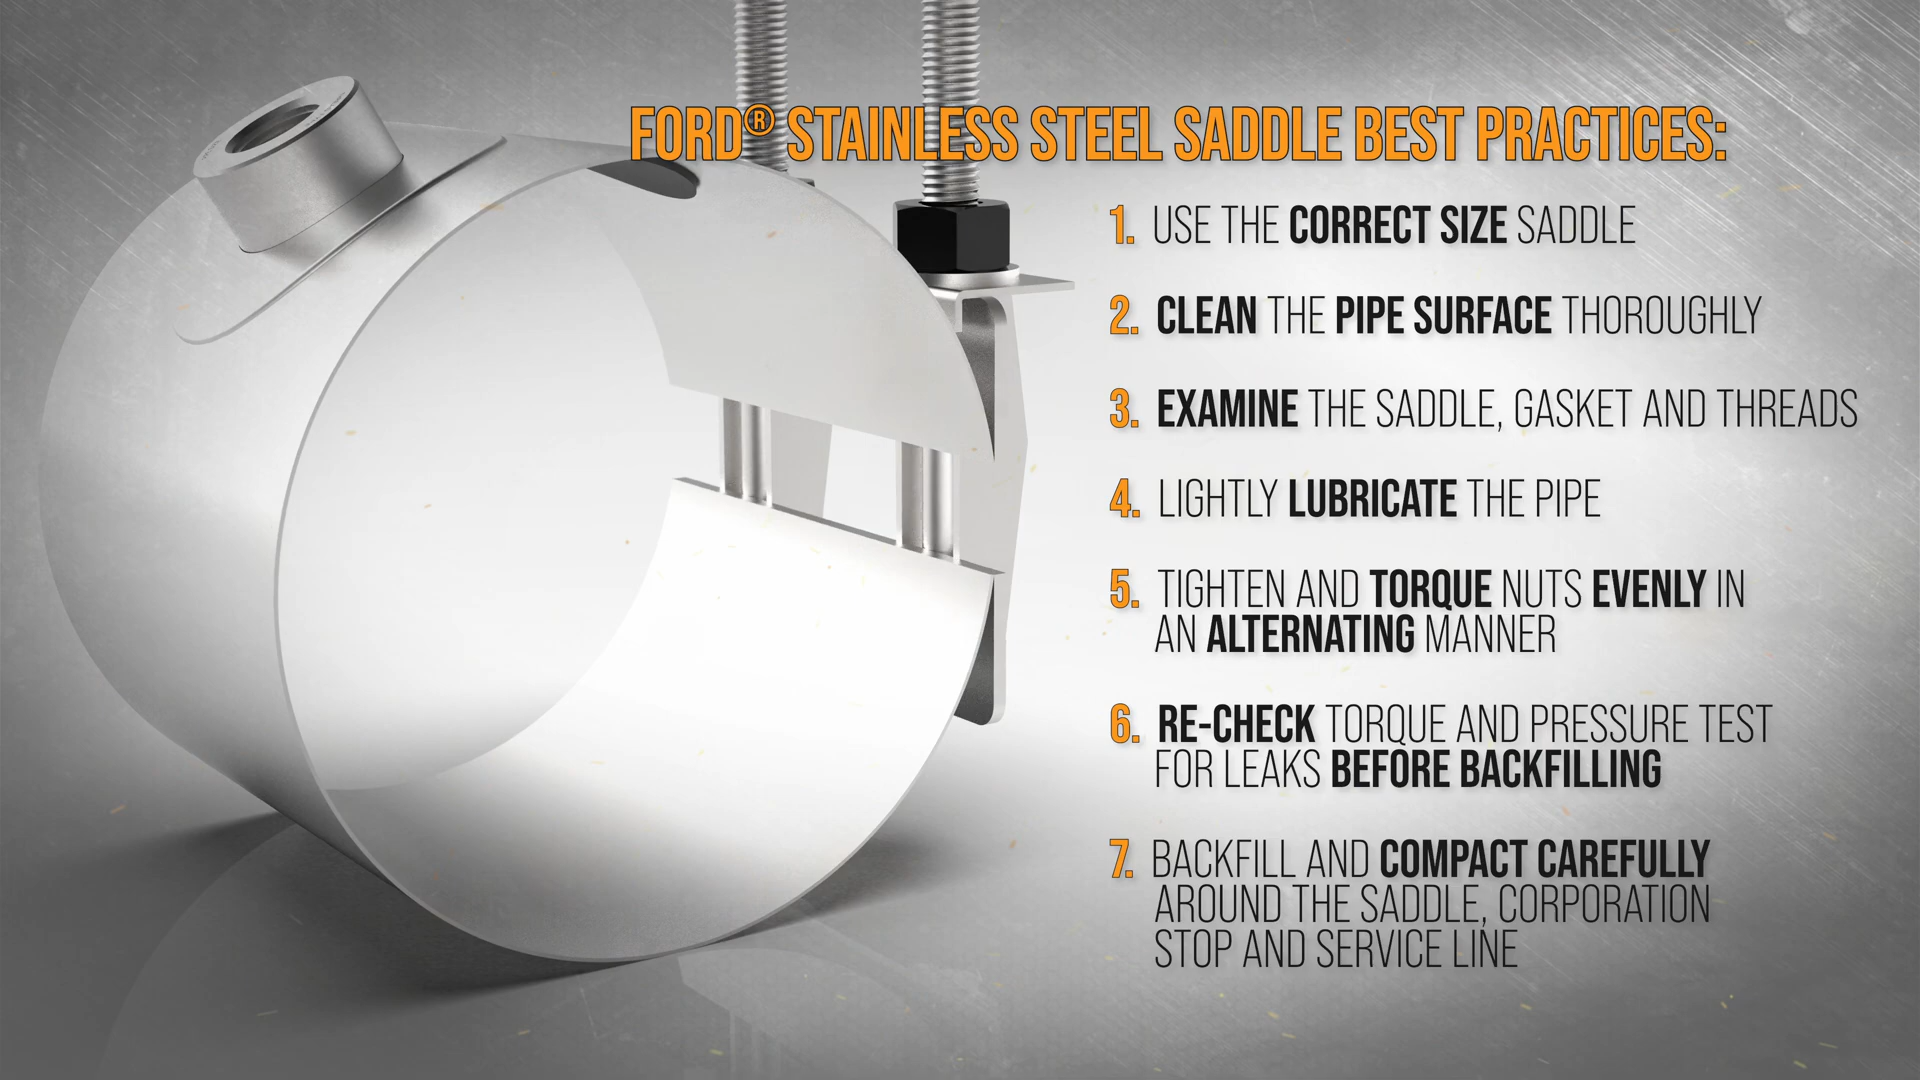 FORD® STAINLESS STEEL SADDLE BEST PRACTICES:
1. USE THE CORRECT SIZE SADDLE
2. CLEAN THE PIPE SURFACE THOROUGHLY
3. EXAMINE THE SADDLE, GASKET AND THREADS
4. LIGHTLY LUBRICATE THE PIPE
5. TIGHTEN AND TORQUE NUTS EVENLY IN
AN ALTERNATING MANNER
6. RE-CHECK TORQUE AND PRESSURE TEST
FOR LEAKS BEFORE BACKFILLING
7. BACKFILL AND COMPACT CAREFULLY
AROUND THE SADDLE, CORPORATION
STOP AND SERVICE LINE